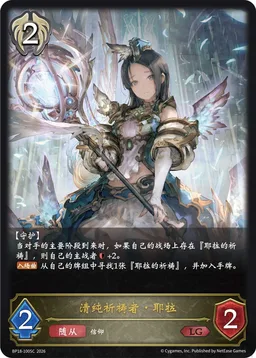 2
【守护】
当对手的主要阶段到来时，如果自己的战场上存在『耶拉的祈
祷』，则自己的主战者+2。
入场曲 从自己的牌组中寻找1张『耶拉的祈祷』，并加入手牌。
清纯祈祷者·耶拉
2 随从 信仰 LG 2
BP18-100SC 2026 © Cygames, Inc. Published by NetEase Games